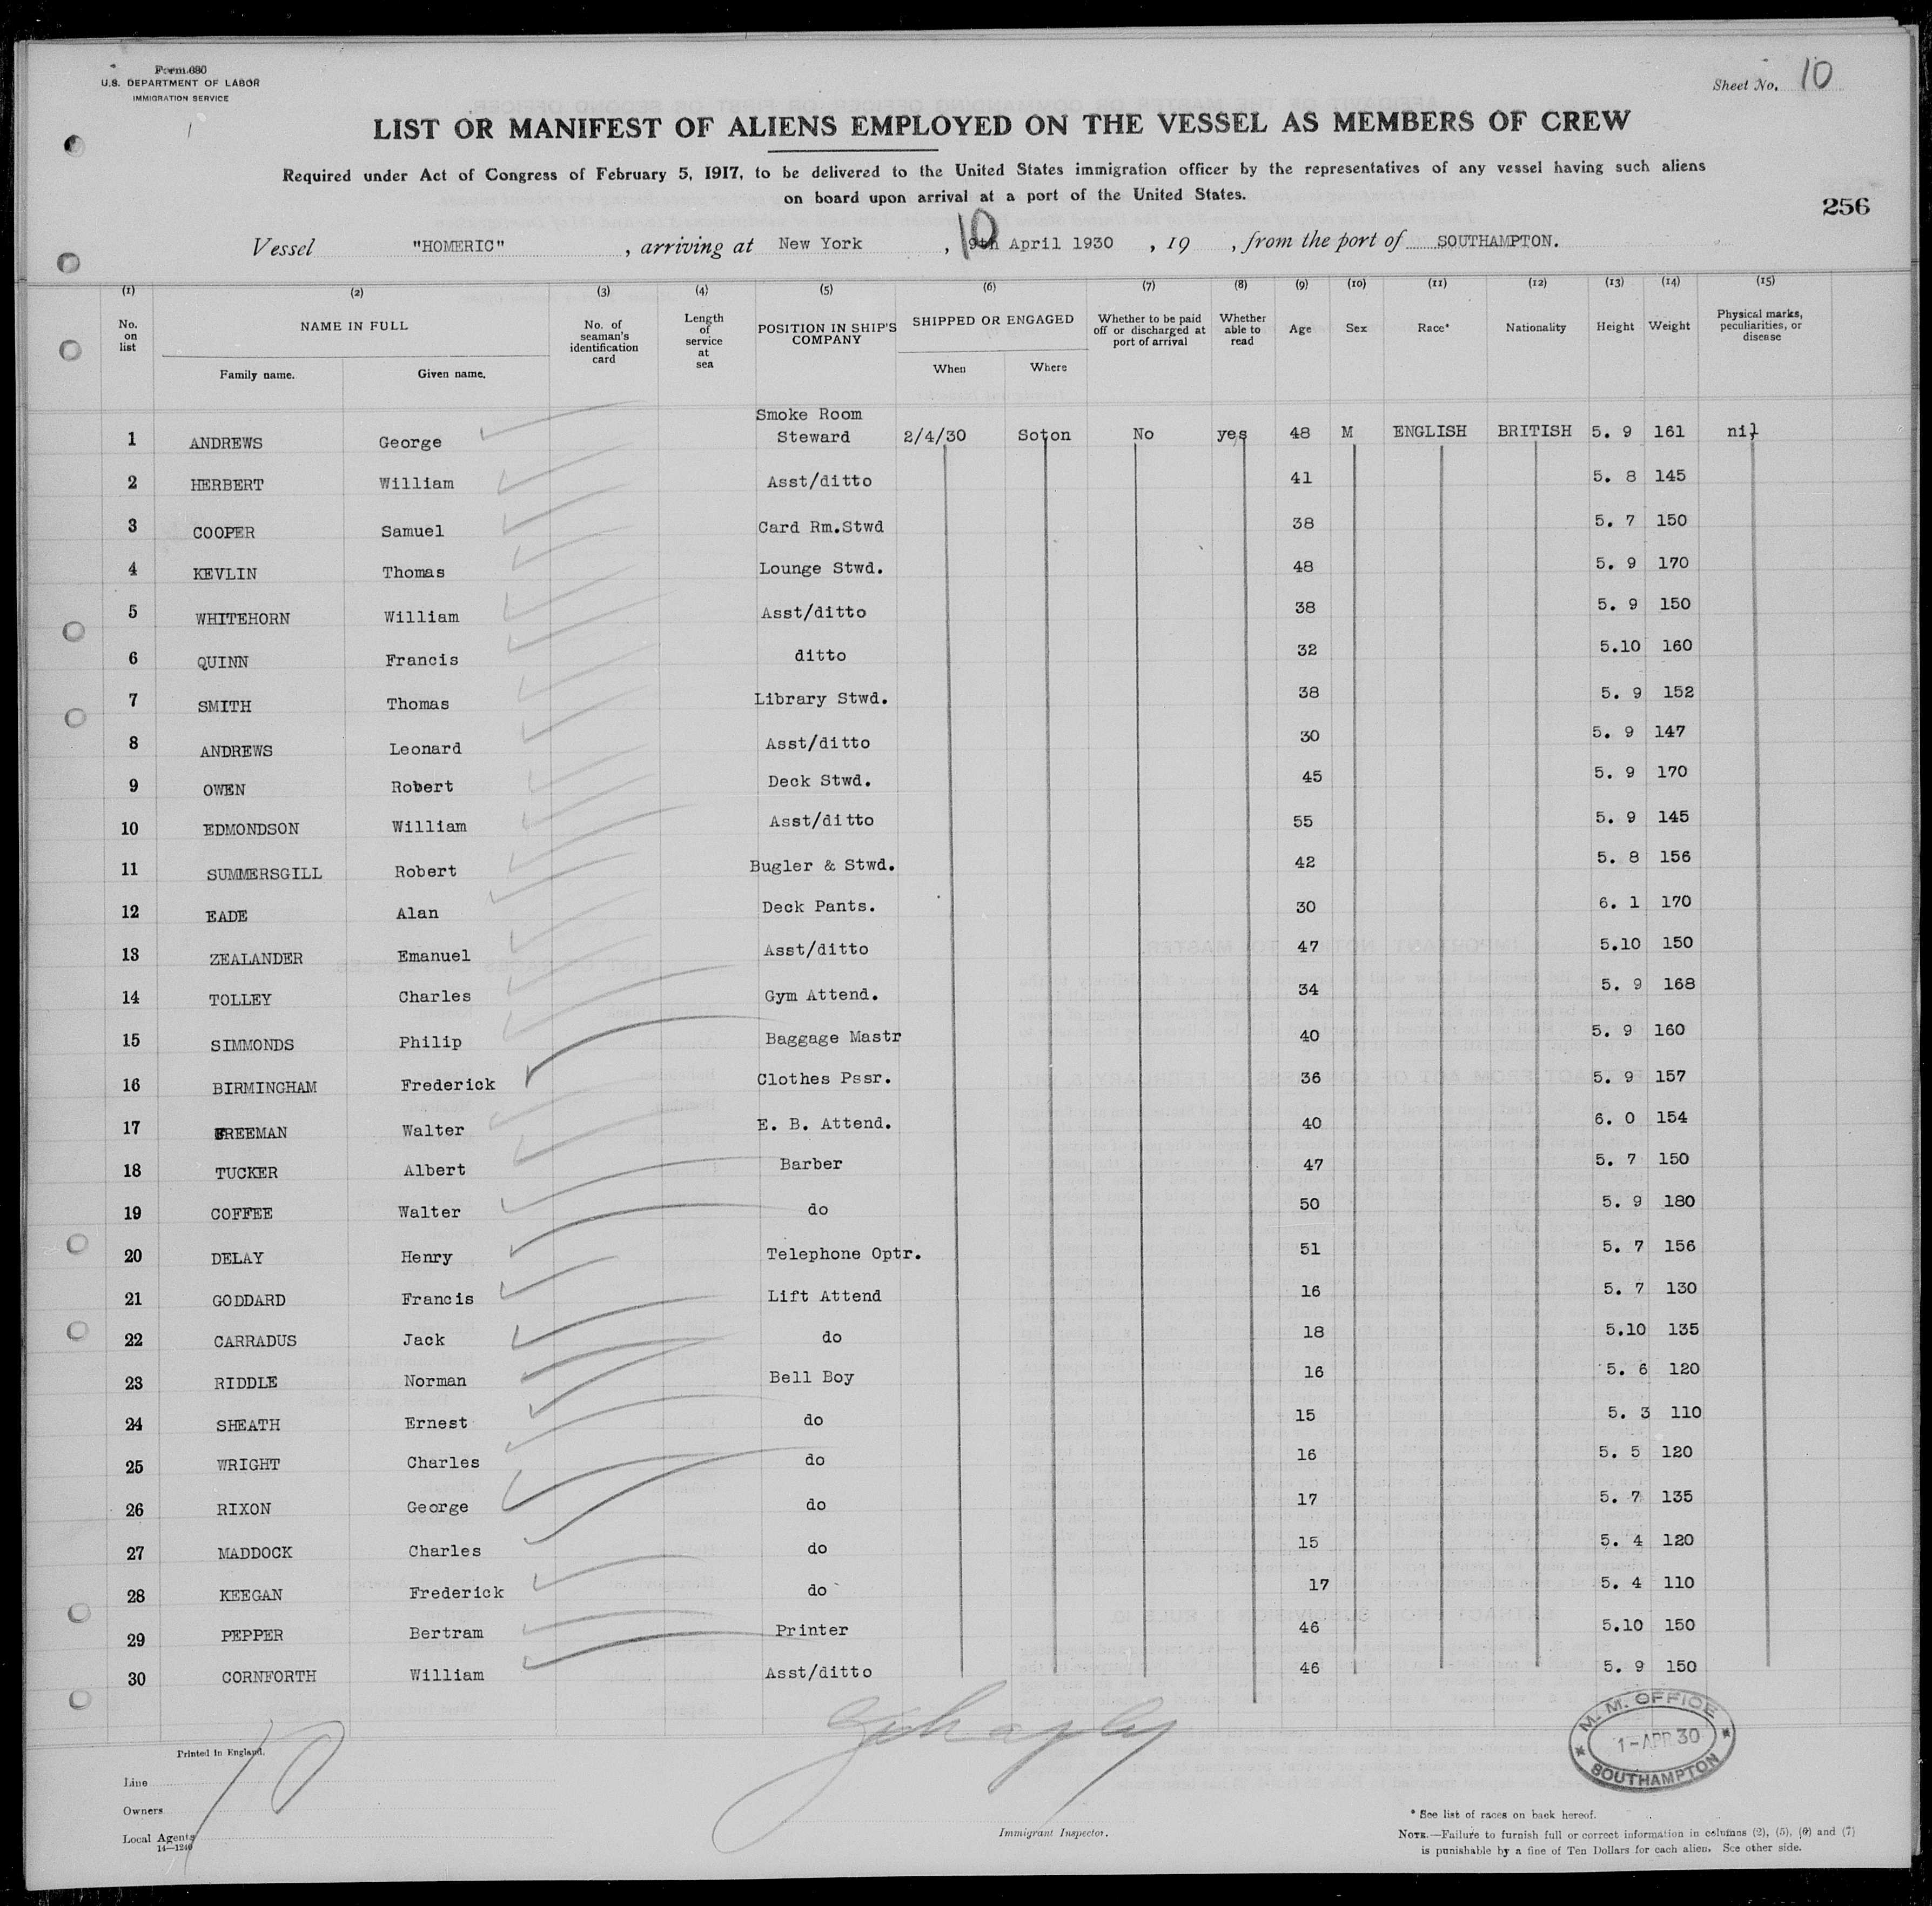 Form 680
U.S. DEPARTMENT OF LABOR
IMMIGRATION SERVICE
Sheet No. 10
LIST OR MANIFEST OF ALIENS EMPLOYED ON THE VESSEL AS MEMBERS OF CREW
Required under Act of Congress of February 5, 1917, to be delivered to the United States immigration officer by the representatives of any vessel having such aliens
on board upon arrival at a port of the United States.
256
Vessel "HOMERIC", arriving at New York, 10 9th April 1930, 19 , from the port of SOUTHAMPTON.
(1) (2) (3) (4) (5) (6) (7) (8) (9) (10) (11) (12) (13) (14) (15)
No. on list NAME IN FULL No. of seaman's identification card Length of service at sea POSITION IN SHIP'S COMPANY SHIPPED OR ENGAGED Whether to be paid off or discharged at port of arrival Whether able to read Age Sex Race* Nationality Height Weight Physical marks, peculiarities, or disease
Family name. Given name. When Where
1 ANDREWS George Smoke Room Steward 2/4/30 Soton No yes 48 M ENGLISH BRITISH 5. 9 161 nil
2 HERBERT William Asst/ditto 41 5. 8 145
3 COOPER Samuel Card Rm.Stwd 38 5. 7 150
4 KEVLIN Thomas Lounge Stwd. 48 5. 9 170
5 WHITEHORN William Asst/ditto 38 5. 9 150
6 QUINN Francis ditto 32 5.10 160
7 SMITH Thomas Library Stwd. 38 5. 9 152
8 ANDREWS Leonard Asst/ditto 30 5. 9 147
9 OWEN Robert Deck Stwd. 45 5. 9 170
10 EDMONDSON William Asst/ditto 55 5. 9 145
11 SUMMERSGILL Robert Bugler & Stwd. 42 5. 8 156
12 EADE Alan Deck Pants. 30 6. 1 170
13 ZEALANDER Emanuel Asst/ditto 47 5.10 150
14 TOLLEY Charles Gym Attend. 34 5. 9 168
15 SIMMONDS Philip Baggage Mastr 40 5. 9 160
16 BIRMINGHAM Frederick Clothes Pssr. 36 5. 9 157
17 FREEMAN Walter E. B. Attend. 40 6. 0 154
18 TUCKER Albert Barber 47 5. 7 150
19 COFFEE Walter do 50 5. 9 180
20 DELAY Henry Telephone Optr. 51 5. 7 156
21 GODDARD Francis Lift Attend 16 5. 7 130
22 CARRADUS Jack do 18 5.10 135
23 RIDDLE Norman Bell Boy 16 5. 6 120
24 SHEATH Ernest do 15 5. 3 110
25 WRIGHT Charles do 16 5. 5 120
26 RIXON George do 17 5. 7 135
27 MADDOCK Charles do 15 5. 4 120
28 KEEGAN Frederick do 17 5. 4 110
29 PEPPER Bertram Printer 46 5.10 150
30 CORNFORTH William Asst/ditto 46 5. 9 150
M. M. OFFICE
1-APR 30
SOUTHAMPTON
Printed in England.
10
Line
Owners
Local Agents
14—1240
Immigrant Inspector.
* See list of races on back hereof.
NOTE.—Failure to furnish full or correct information in columns (2), (5), (6) and (7)
is punishable by a fine of Ten Dollars for each alien. See other side.